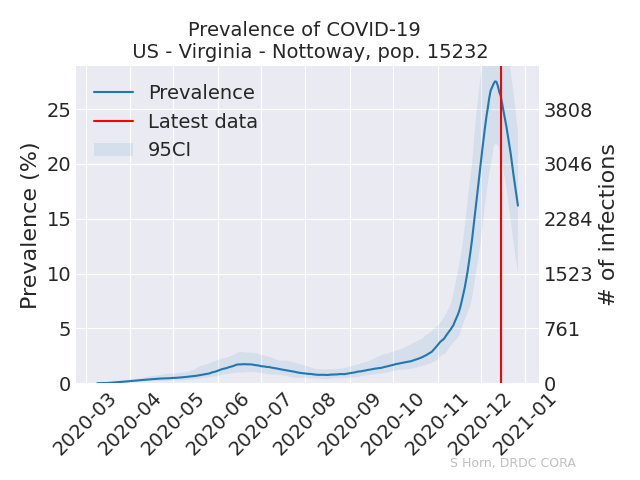 Prevalence of COVID-19
US - Virginia - Nottoway, pop. 15232
Prevalence
Latest data
95CI
Prevalence (%)
25
20
15
10
5
0
3808
3046
2284
1523
761
0
# of infections
2020-03
2020-04
2020-05
2020-06
2020-07
2020-08
2020-09
2020-10
2020-11
2020-12
2021-01
S Horn, DRDC CORA